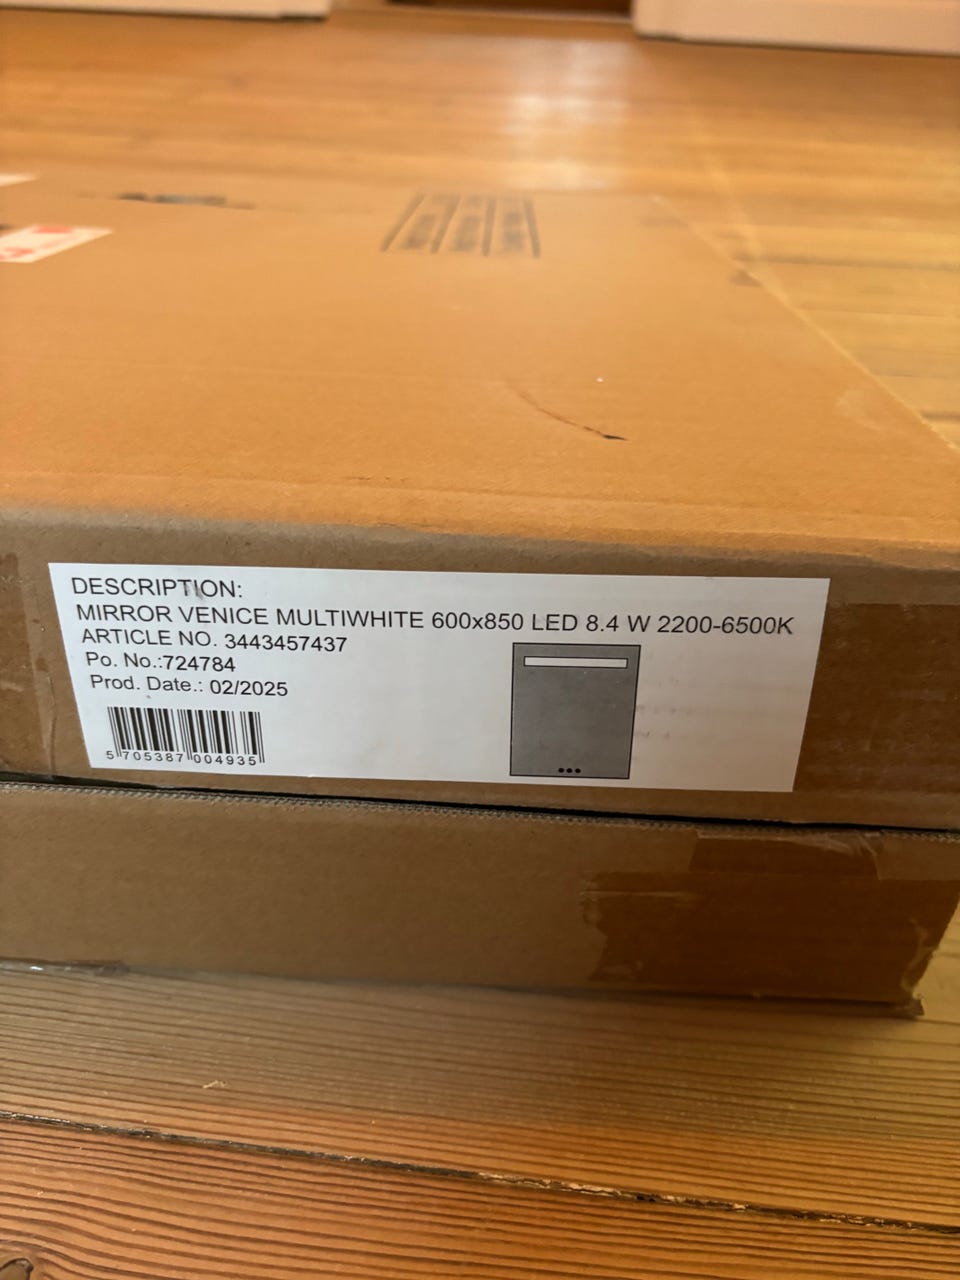 DESCRIPTION:
MIRROR VENICE MULTIWHITE 600x850 LED 8.4 W 2200-6500K
ARTICLE NO. 3443457437
Po. No.:724784
Prod. Date.: 02/2025
5 705387 004935